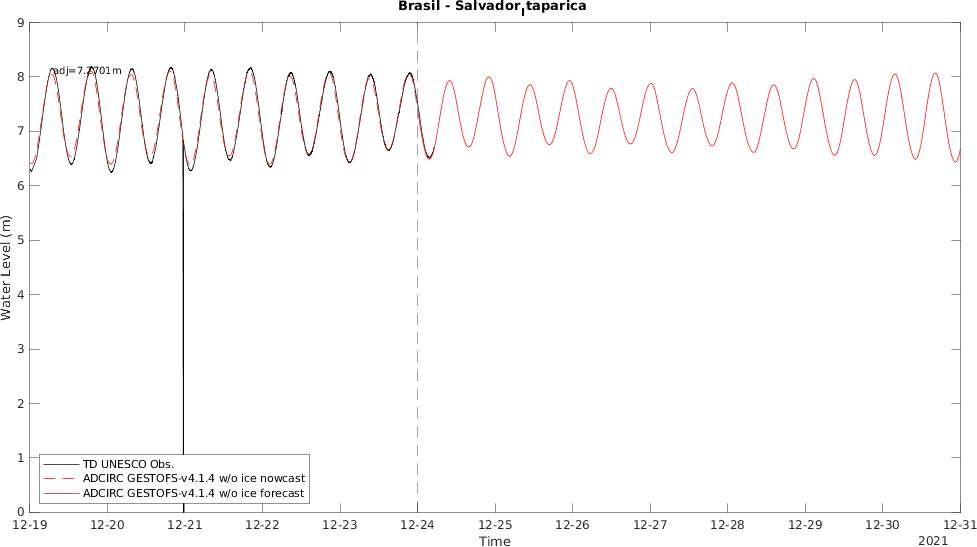 Brasil - Salvador,Itaparica
adj=7.2701m
9
8
7
6
5
4
3
2
1
0
Water Level (m)
TD UNESCO Obs.
ADCIRC GESTOFS-v4.1.4 w/o ice nowcast
ADCIRC GESTOFS-v4.1.4 w/o ice forecast
12-19 12-20 12-21 12-22 12-23 12-24 12-25 12-26 12-27 12-28 12-29 12-30 12-31
Time
2021